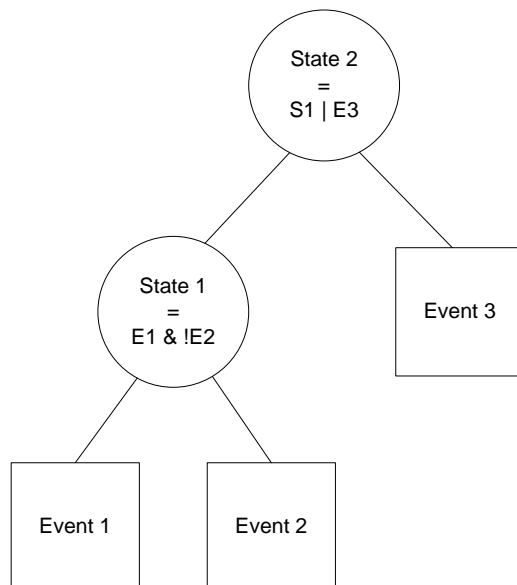 State 2
=
S1 | E3
State 1
=
E1 & !E2
Event 3
Event 1
Event 2